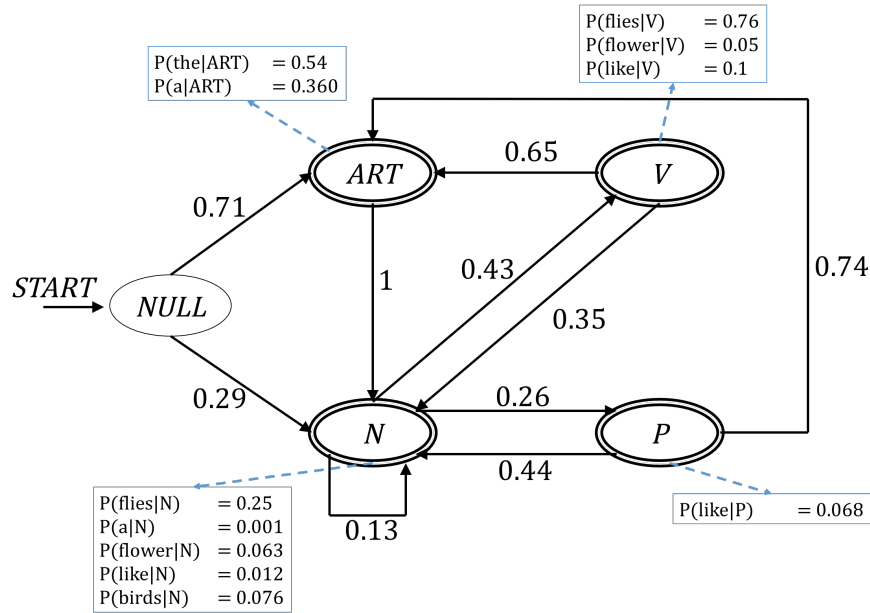 P(flies|V) = 0.76
P(flower|V) = 0.05
P(like|V) = 0.1
P(the|ART) = 0.54
P(a|ART) = 0.360
0.65
ART
V
0.71
START
NULL
1
0.43
0.35
0.74
0.29
0.26
N
P
0.44
0.13
P(flies|N) = 0.25
P(a|N) = 0.001
P(flower|N) = 0.063
P(like|N) = 0.012
P(birds|N) = 0.076
P(like|P) = 0.068